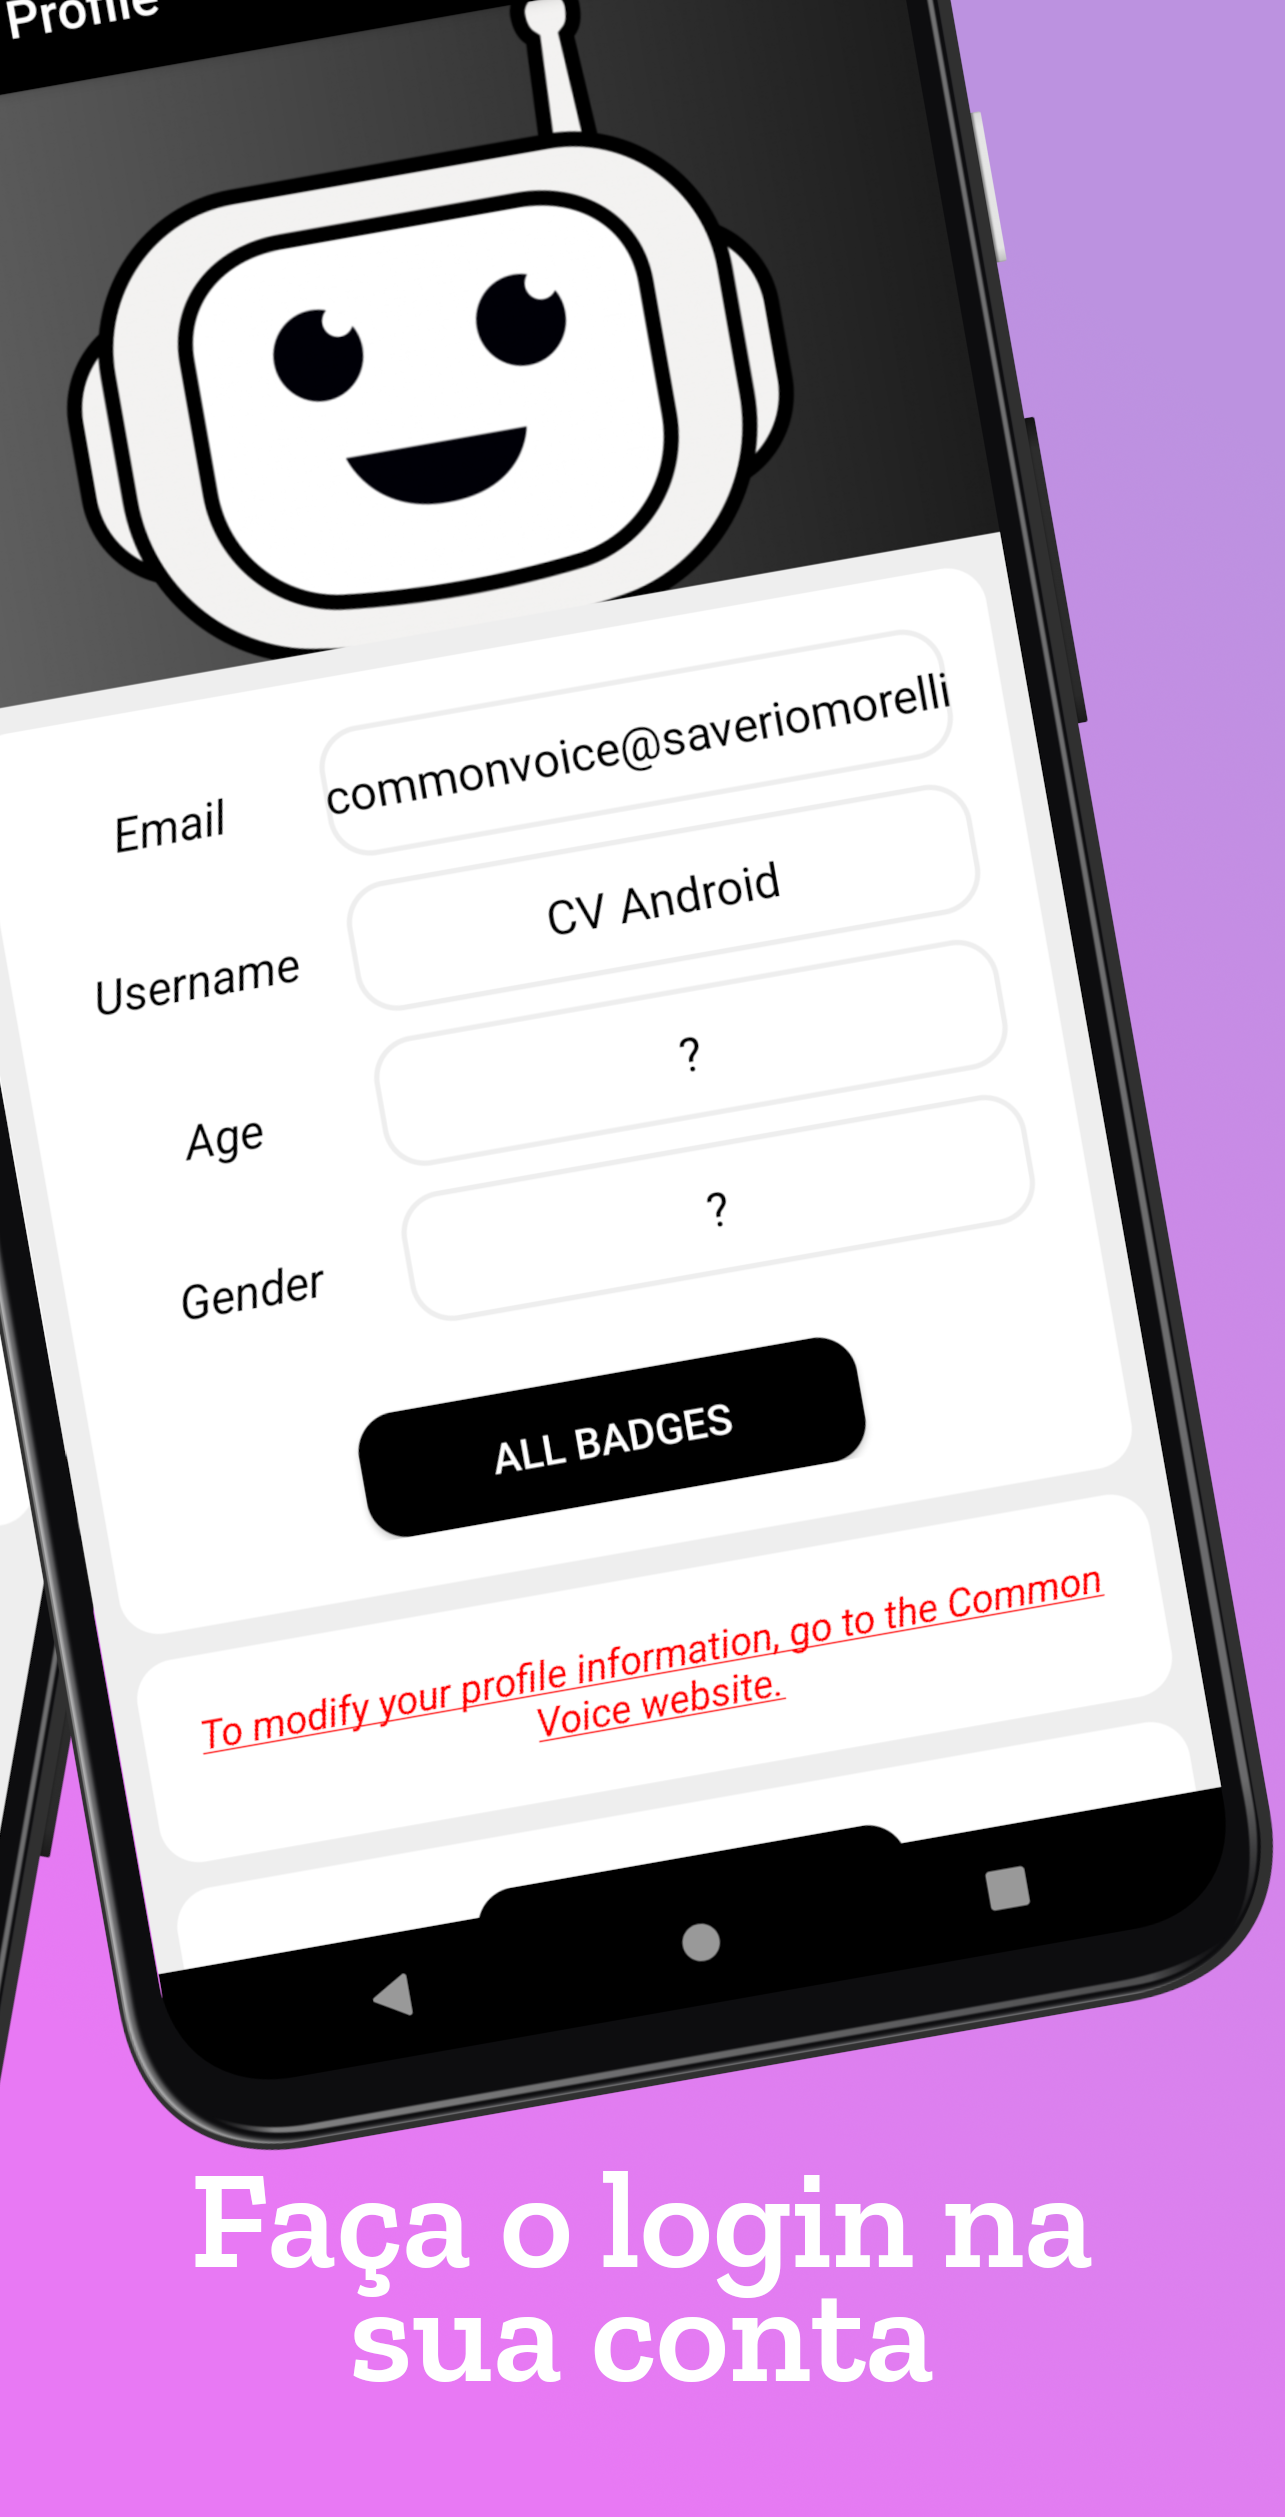 Profile
Email
commonvoice@saveriomorelli
Username
CV Android
Age
?
Gender
?
ALL BADGES
To modify your profile information, go to the Common
Voice website.
Faça o login na
sua conta